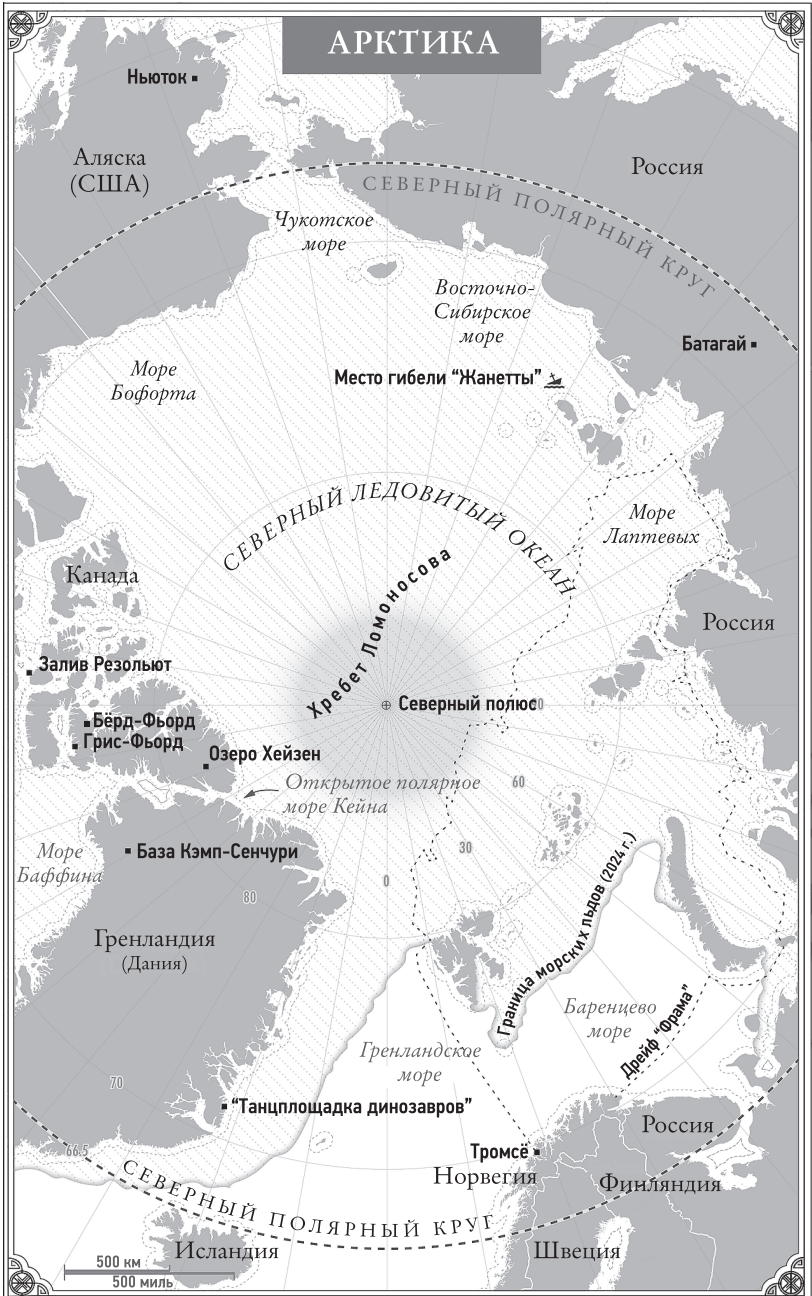 АРКТИКА
Ньюток
Аляска
(США)
Россия
СЕВЕРНЫЙ ПОЛЯРНЫЙ КРУГ
Чукотское
море
Восточно-
Сибирское
море
Батагай
Море
Бофорта
Место гибели “Жанетты”
СЕВЕРНЫЙ ЛЕДОВИТЫЙ ОКЕАН
Море
Лаптевых
Хребет Ломоносова
Канада
Россия
Залив Резольют
Северный полюс
Бёрд-Фьорд
Грис-Фьорд
Озеро Хейзен
Открытое полярное
море Кейна
60
30
0
Море
Баффина
База Кэмп-Сенчури
80
Граница морских льдов (2024 г.)
Гренландия
(Дания)
Баренцево
море
Дрейф “Фрама”
Гренландское
море
70
“Танцплощадка динозавров”
Россия
66.5
Тромсё
Норвегия
Финляндия
СЕВЕРНЫЙ ПОЛЯРНЫЙ КРУГ
Исландия
Швеция
500 км
500 миль